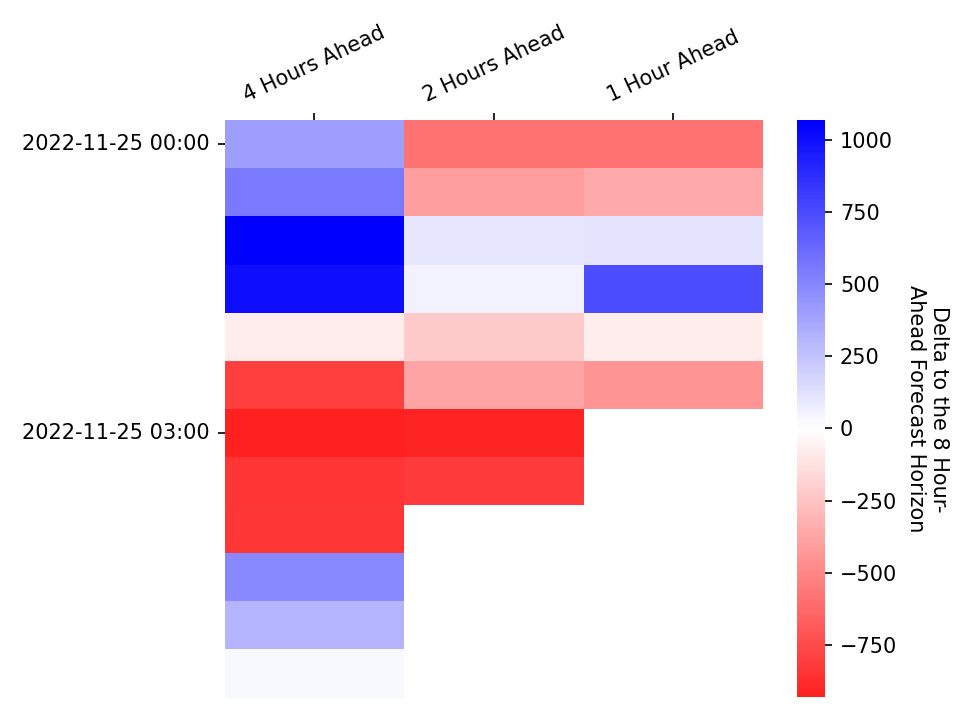 4 Hours Ahead
2 Hours Ahead
1 Hour Ahead
2022-11-25 00:00
2022-11-25 03:00
1000
750
500
250
0
−250
−500
−750
Delta to the 8 Hour-
Ahead Forecast Horizon